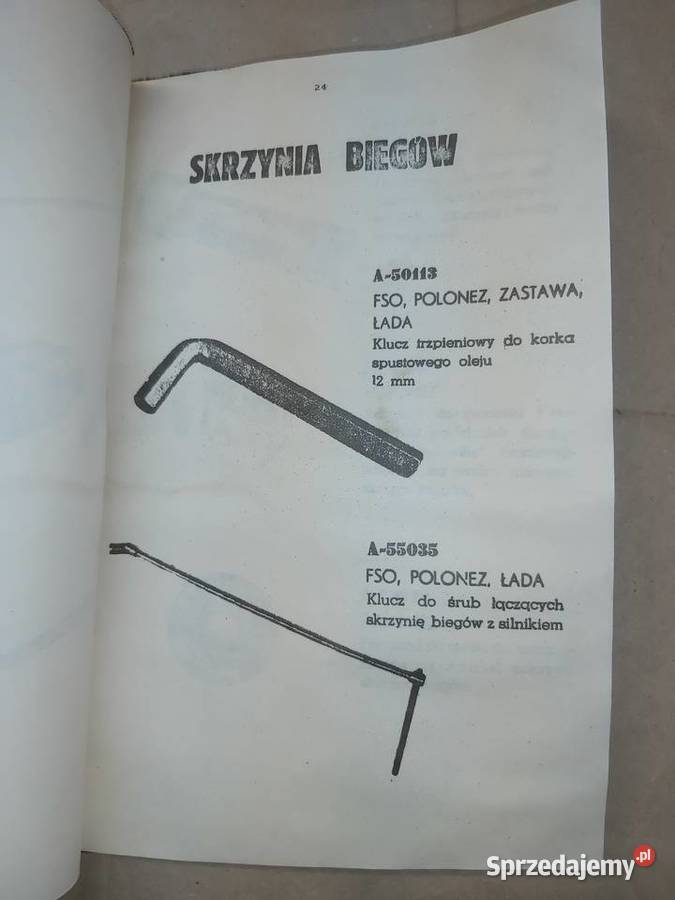 24
SKRZYNIA BIEGÓW
A-50113
FSO, POLONEZ, ZASTAWA,
ŁADA
Klucz trzpieniowy do korka
spustowego oleju
12 mm
A-55035
FSO, POLONEZ, ŁADA
Klucz do śrub łączących
skrzynię biegów z silnikiem
Sprzedajemy.pl